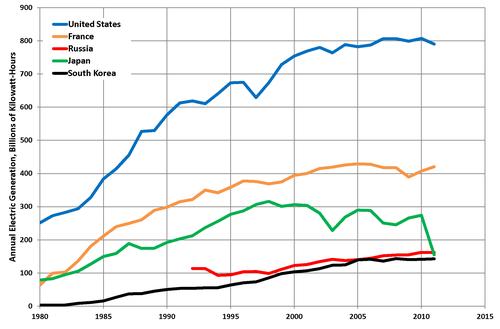 900
800
700
600
500
400
300
200
100
0
Annual Electric Generation, Billions of Kilowatt-Hours
United States
France
Russia
Japan
South Korea
1980 1985 1990 1995 2000 2005 2010 2015